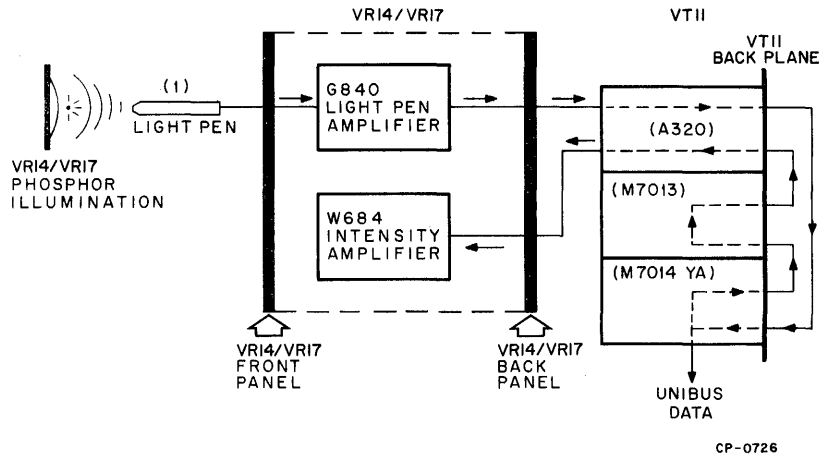 VR14/VR17
VT11
VT11
BACK PLANE
(1)
LIGHT PEN
G840
LIGHT PEN
AMPLIFIER
(A320)
VR14/VR17
PHOSPHOR
ILLUMINATION
W684
INTENSITY
AMPLIFIER
(M7013)
(M7014 YA)
VR14/VR17
FRONT
PANEL
VR14/VR17
BACK
PANEL
UNIBUS
DATA
CP-0726